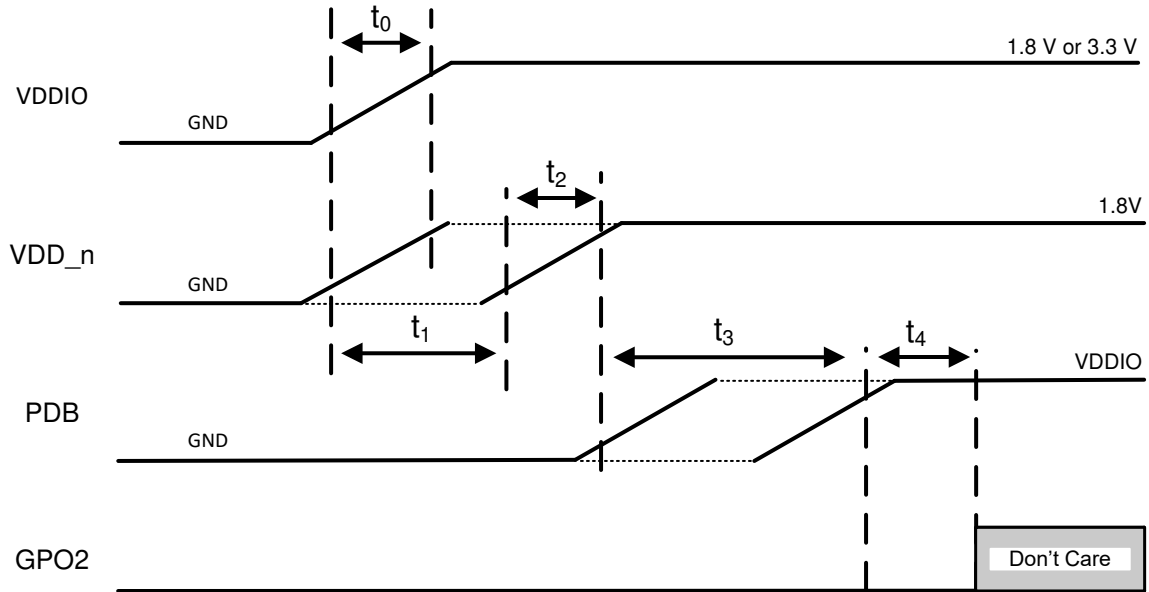 t₀
1.8 V or 3.3 V
VDDIO
GND
t₂
1.8V
VDD_n
GND
t₁
t₃
t₄
VDDIO
PDB
GND
GPO2
Don't Care